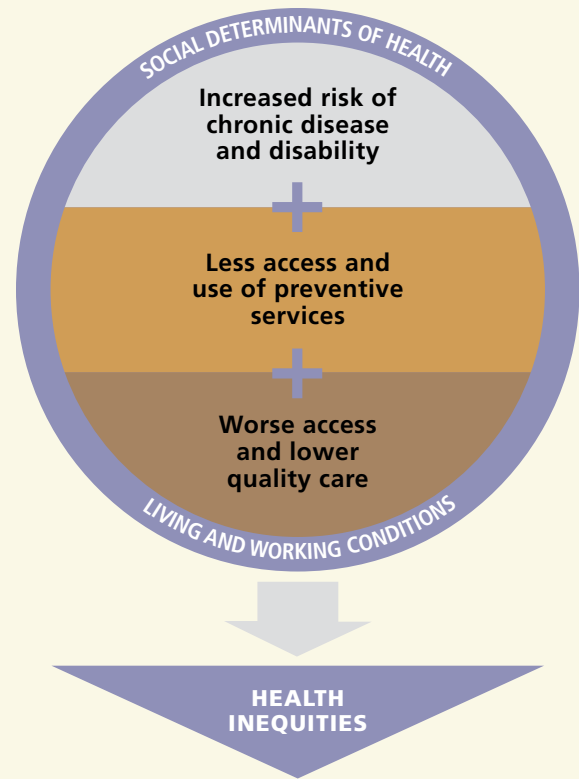 SOCIAL DETERMINANTS OF HEALTH
Increased risk of
chronic disease
and disability
+
Less access and
use of preventive
services
+
Worse access
and lower
quality care
LIVING AND WORKING CONDITIONS
HEALTH
INEQUITIES